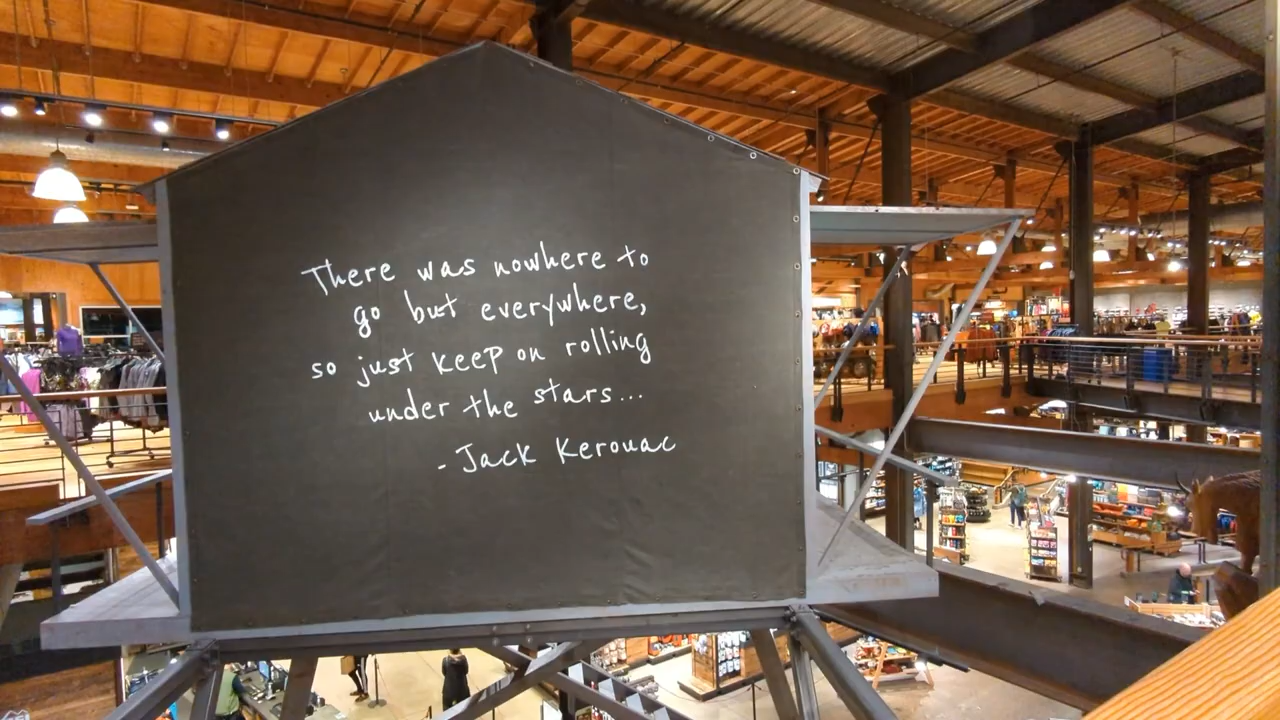 There was nowhere to
go but everywhere,
so just keep on rolling
under the stars...
- Jack Kerouac